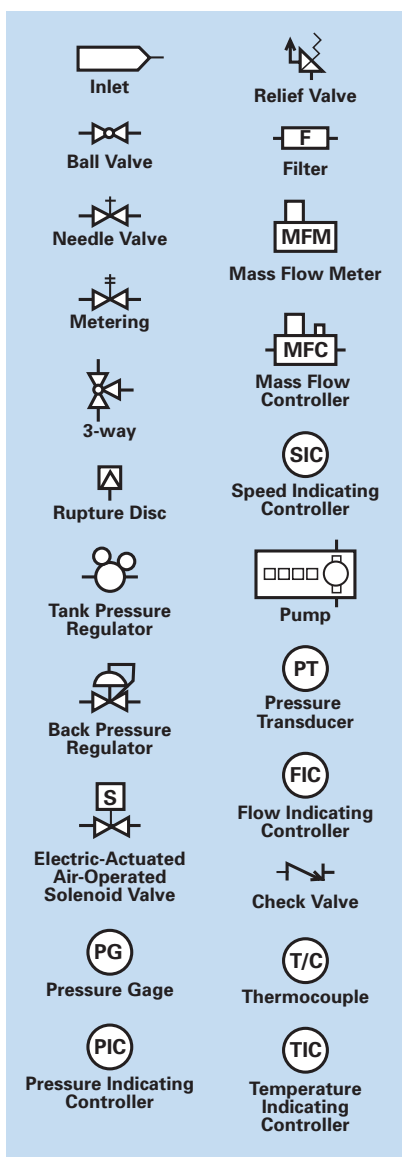 Inlet
Ball Valve
Needle Valve
Metering
3-way
Rupture Disc
Tank Pressure
Regulator
Back Pressure
Regulator
S
Electric-Actuated
Air-Operated
Solenoid Valve
PG
Pressure Gage
PIC
Pressure Indicating
Controller
Relief Valve
F
Filter
MFM
Mass Flow Meter
MFC
Mass Flow
Controller
SIC
Speed Indicating
Controller
Pump
PT
Pressure
Transducer
FIC
Flow Indicating
Controller
Check Valve
T/C
Thermocouple
TIC
Temperature
Indicating
Controller